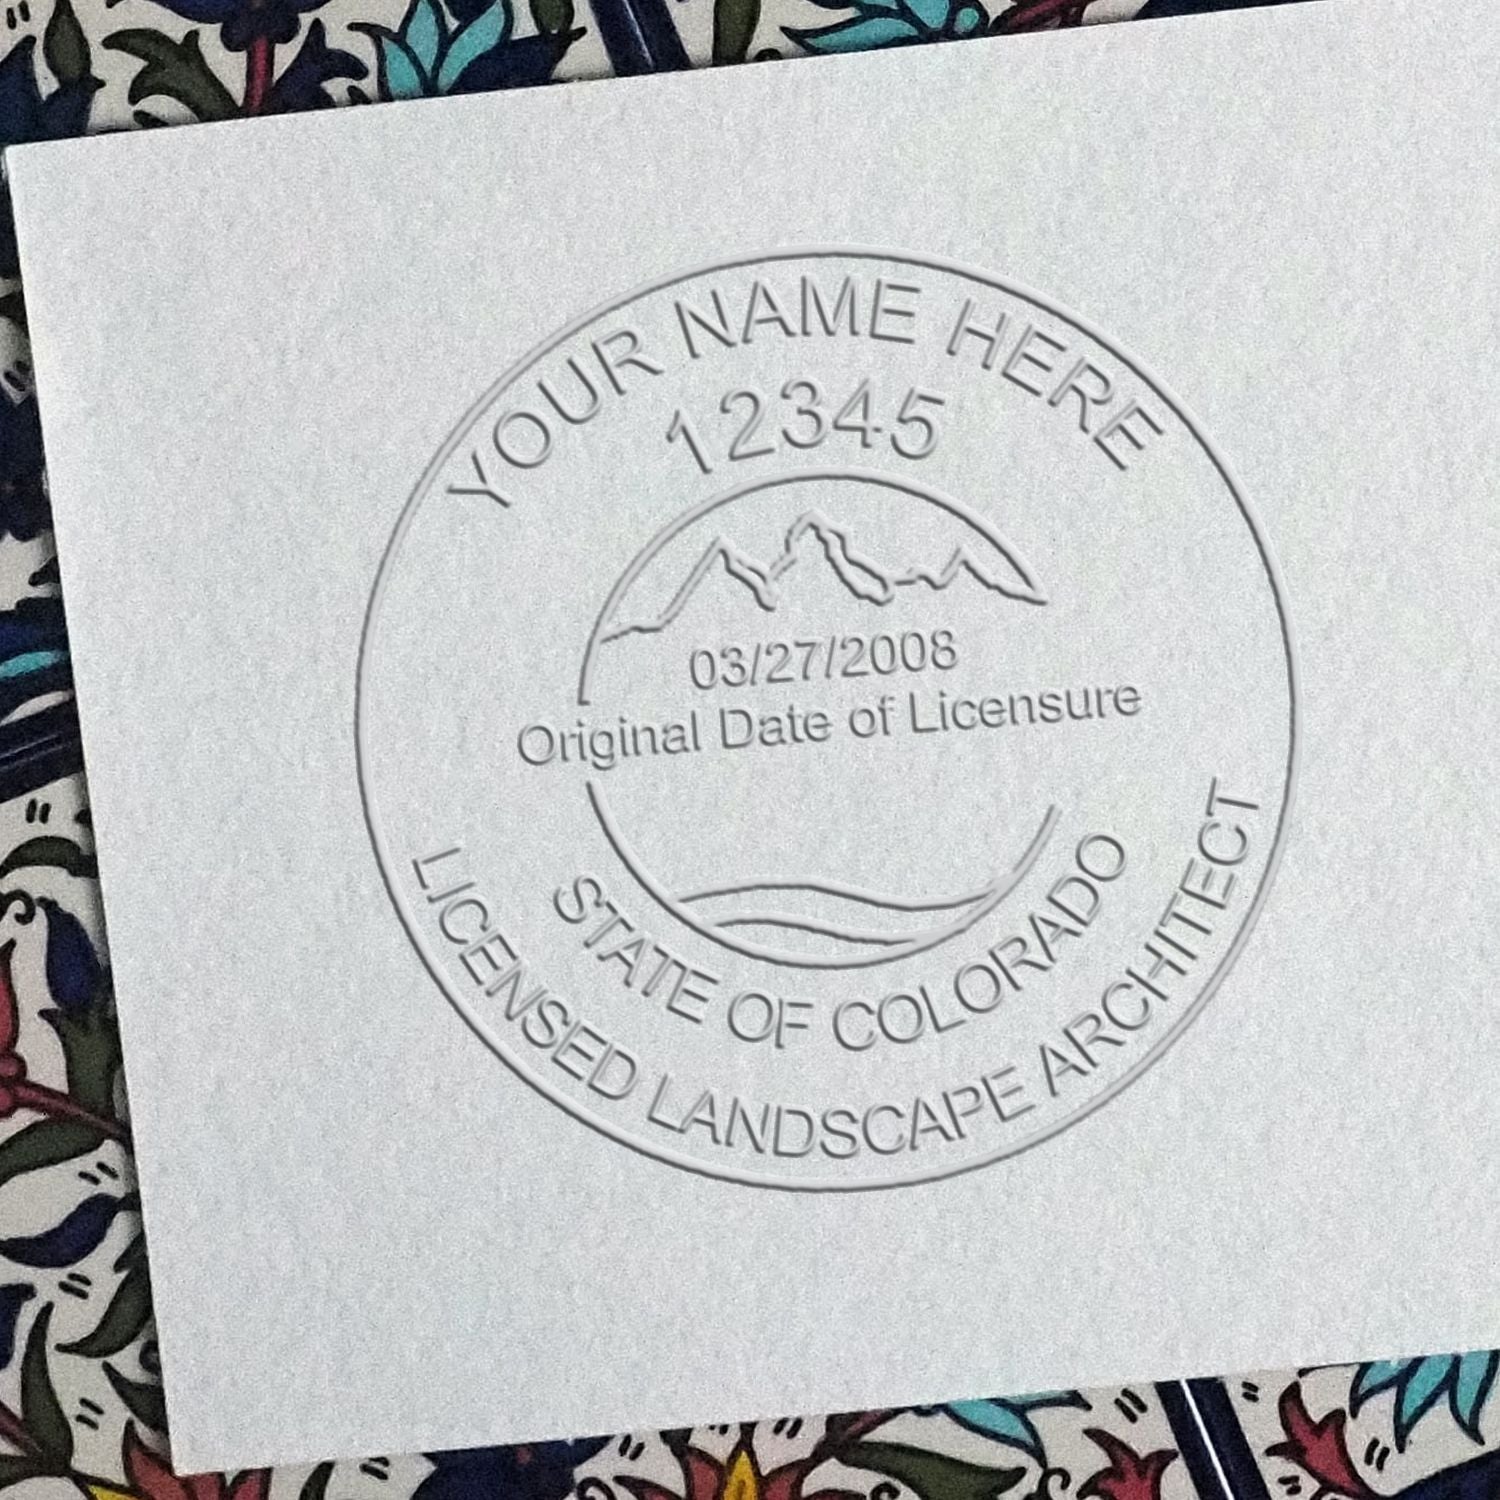 YOUR NAME HERE
12345
03/27/2008
Original Date of Licensure
STATE OF COLORADO
LICENSED LANDSCAPE ARCHITECT